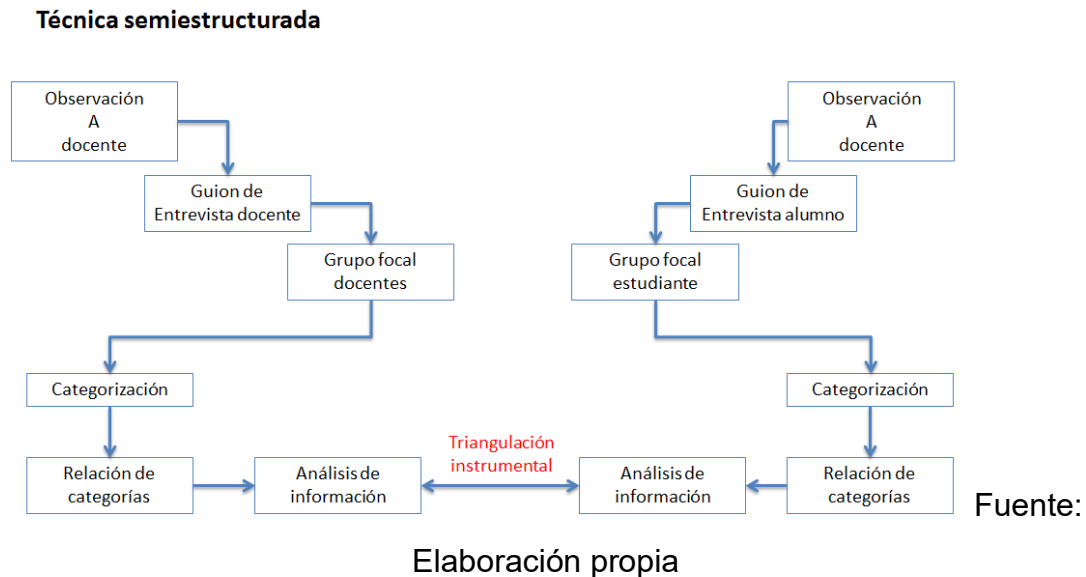 Técnica semiestructurada
Observación
A
docente
Guion de
Entrevista docente
Grupo focal
docentes
Categorización
Relación de
categorías
Análisis de
información
Triangulación
instrumental
Observación
A
docente
Guion de
Entrevista alumno
Grupo focal
estudiante
Categorización
Relación de
categorías
Análisis de
información
Fuente:
Elaboración propia